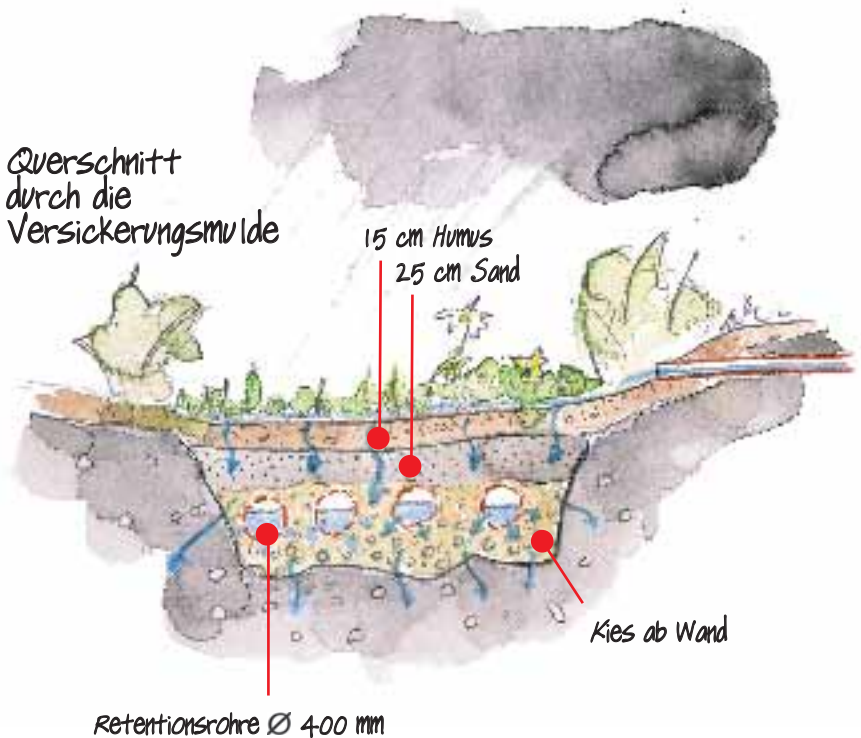 Querschnitt
durch die
Versickerungsmulde
15 cm Humus
25 cm Sand
Kies ab Wand
Retentionsrohre Ø 400 mm